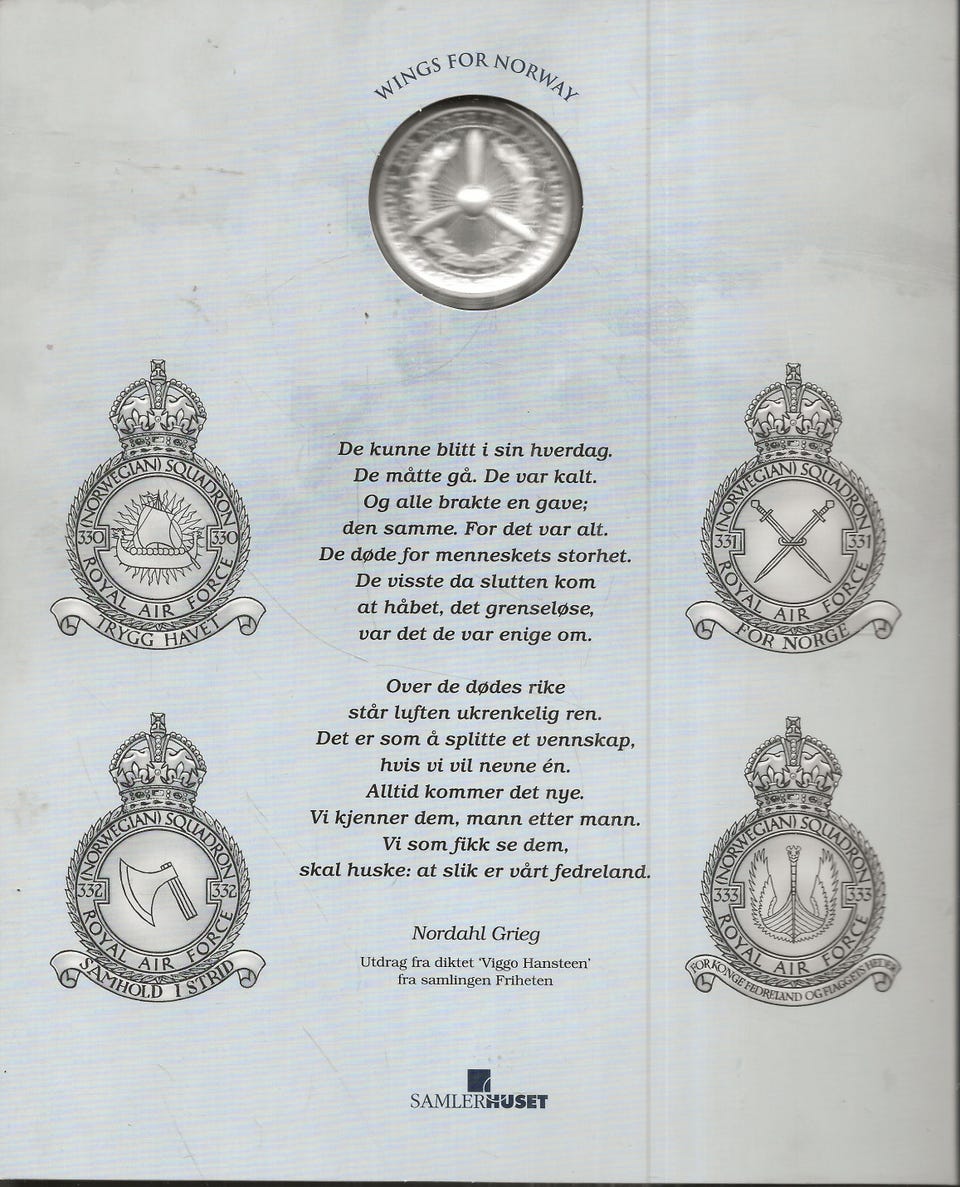 WINGS FOR NORWAY
(NORWEGIAN) SQUADRON
330 330
ROYAL AIR FORCE
TRYGG HAVET
(NORWEGIAN) SQUADRON
331 331
ROYAL AIR FORCE
FOR NORGE
De kunne blitt i sin hverdag.
De måtte gå. De var kalt.
Og alle brakte en gave;
den samme. For det var alt.
De døde for menneskets storhet.
De visste da slutten kom
at håbet, det grenseløse,
var det de var enige om.
Over de dødes rike
står luften ukrenkelig ren.
Det er som å splitte et vennskap,
hvis vi vil nevne én.
Alltid kommer det nye.
Vi kjenner dem, mann etter mann.
Vi som fikk se dem,
skal huske: at slik er vårt fedreland.
(NORWEGIAN) SQUADRON
332 332
ROYAL AIR FORCE
SAMHOLD I STRID
(NORWEGIAN) SQUADRON
333 333
ROYAL AIR FORCE
FOR KONGE FEDRELAND OG FLAGGETS HEDER
Nordahl Grieg
Utdrag fra diktet 'Viggo Hansteen'
fra samlingen Friheten
SAMLERHUSET